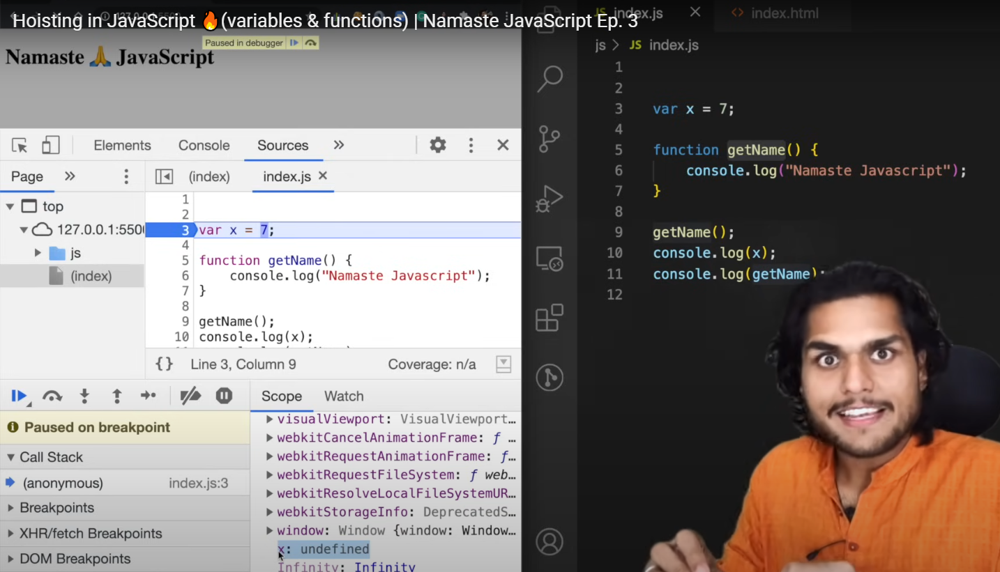 Hoisting in JavaScript 🔥(variables & functions) | Namaste JavaScript Ep. 3
Paused in debugger
Namaste 🙏 JavaScript
Elements Console Sources »
Page » (index) index.js ×
top
127.0.0.1:550
js
(index)
1
2
3 var x = 7;
4
5 function getName() {
6 console.log("Namaste Javascript");
7 }
8
9 getName();
10 console.log(x);
{} Line 3, Column 9 Coverage: n/a
Paused on breakpoint
Call Stack
(anonymous) index.js:3
Breakpoints
XHR/fetch Breakpoints
DOM Breakpoints
Scope Watch
visualViewport: VisualViewport…
webkitCancelAnimationFrame: ƒ …
webkitRequestAnimationFrame: ƒ…
webkitRequestFileSystem: ƒ web…
webkitResolveLocalFileSystemUR…
webkitStorageInfo: DeprecatedS…
window: Window {window: Window…
x: undefined
Infinity: Infinity
JS index.js × <> index.html
js > JS index.js
1
2
3 var x = 7;
4
5 function getName() {
6 console.log("Namaste Javascript");
7 }
8
9 getName();
10 console.log(x);
11 console.log(getName);
12